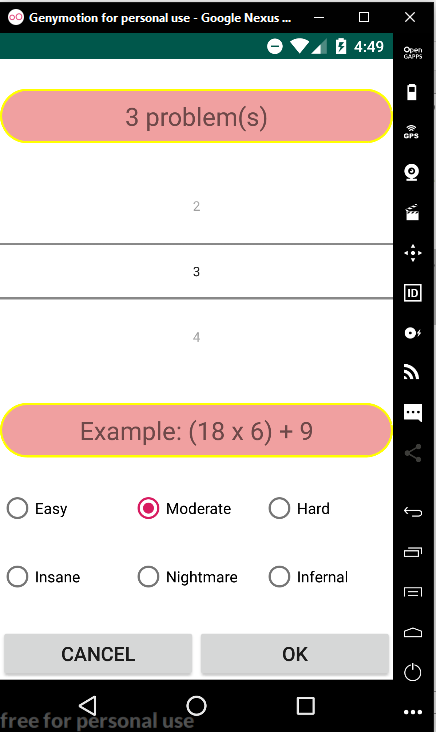 Genymotion for personal use - Google Nexus ...
4:49
Open
GAPPS
3 problem(s)
GPS
2
3
ID
4
Example: (18 x 6) + 9
Easy
Moderate
Hard
Insane
Nightmare
Infernal
CANCEL
OK
free for personal use